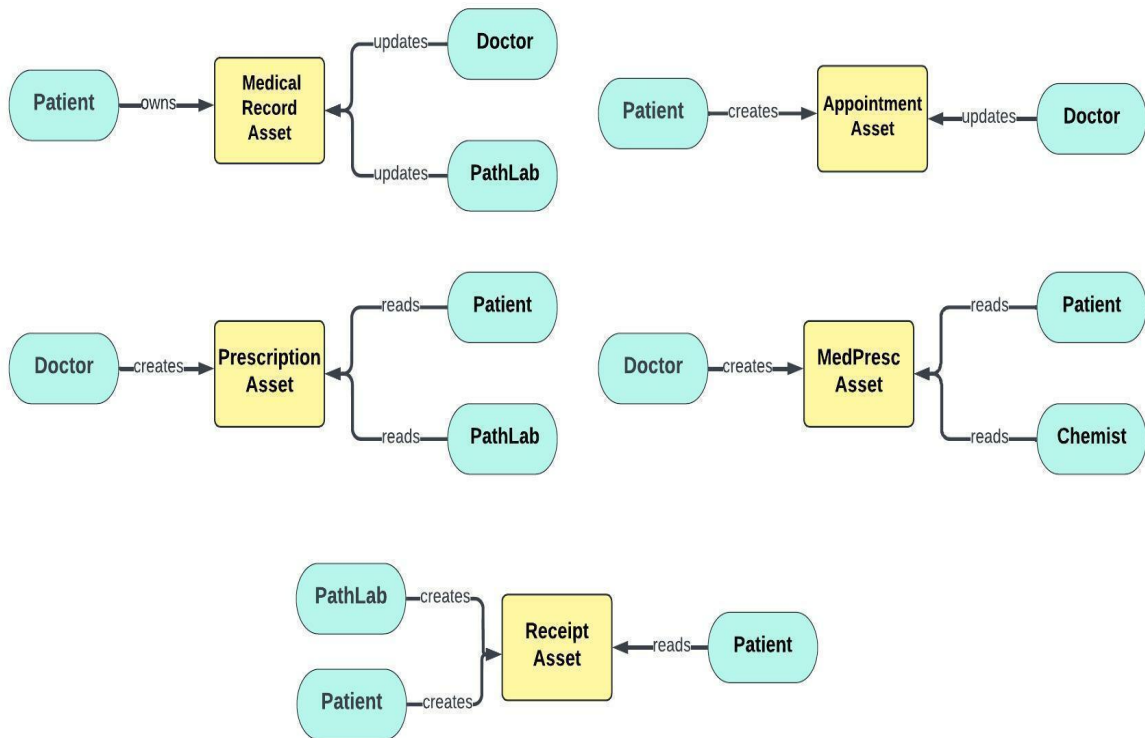 Patient
owns
Medical
Record
Asset
updates
Doctor
updates
PathLab
Patient
creates
Appointment
Asset
updates
Doctor
Doctor
creates
Prescription
Asset
reads
Patient
reads
PathLab
Doctor
creates
MedPresc
Asset
reads
Patient
reads
Chemist
PathLab
creates
Patient
creates
Receipt
Asset
reads
Patient